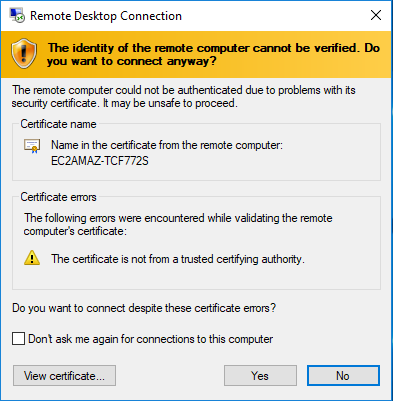 Remote Desktop Connection
The identity of the remote computer cannot be verified. Do
you want to connect anyway?
The remote computer could not be authenticated due to problems with its
security certificate. It may be unsafe to proceed.
Certificate name
Name in the certificate from the remote computer:
EC2AMAZ-TCF772S
Certificate errors
The following errors were encountered while validating the remote
computer's certificate:
The certificate is not from a trusted certifying authority.
Do you want to connect despite these certificate errors?
Don't ask me again for connections to this computer
View certificate...
Yes
No